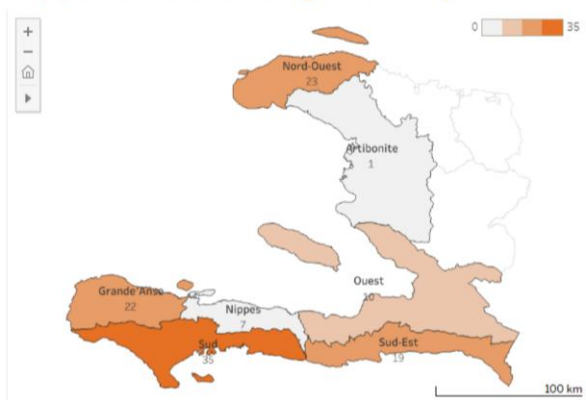 0 35
Nord-Ouest
23
Artibonite
1
Ouest
10
Grande'Anse
22
Nippes
7
Sud
35
Sud-Est
19
100 km